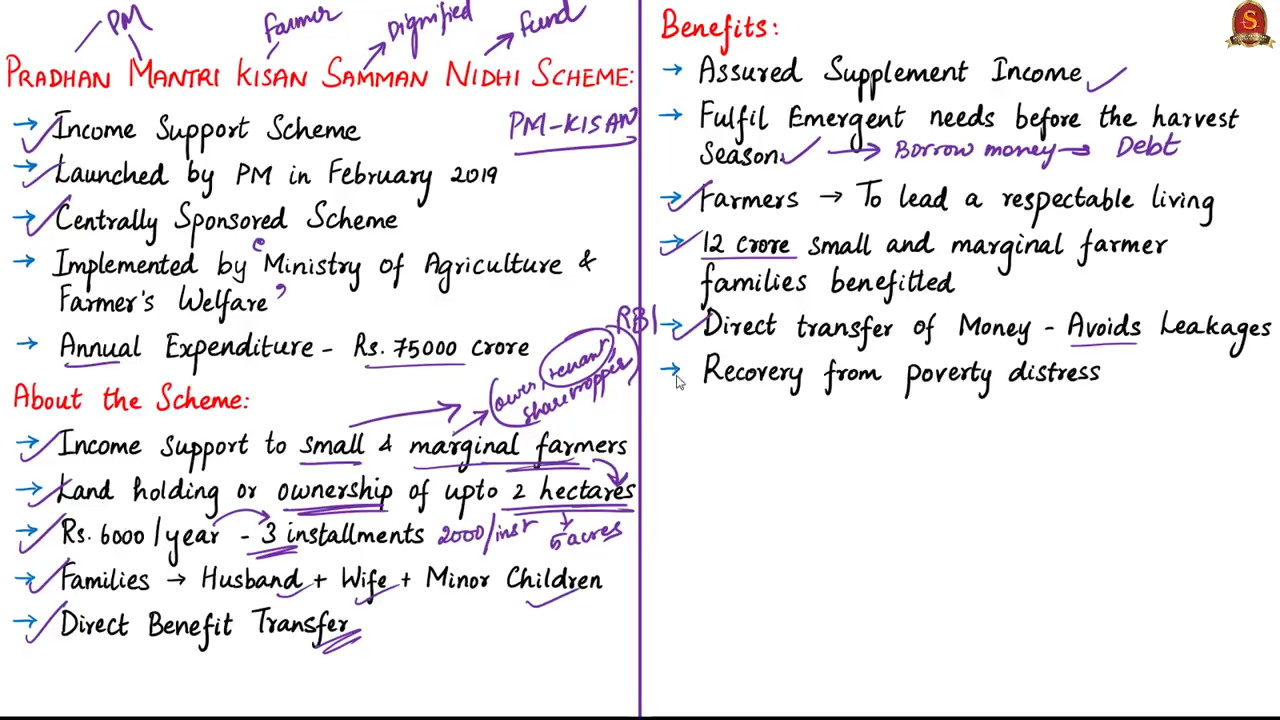 PM
Farmer
Dignified
Fund
PRADHAN MANTRI KISAN SAMMAN NIDHI SCHEME:
PM-KISAN
→ Income Support Scheme
→ Launched by PM in February 2019
→ Centrally Sponsored Scheme
→ Implemented by Ministry of Agriculture &
Farmer's Welfare
→ Annual Expenditure - Rs. 75000 crore
About the Scheme:
(owner, tenant,
sharecropper)
RBI
→ Income support to small & marginal farmers
→ Land holding or ownership of upto 2 hectares
→ Rs. 6000/year - 3 installments 2000/inst 5 acres
→ Families → Husband + Wife + Minor Children
→ Direct Benefit Transfer
Benefits:
→ Assured Supplement Income
→ Fulfil Emergent needs before the harvest
season → Borrow money → Debt
→ Farmers → To lead a respectable living
→ 12 crore small and marginal farmer
families benefitted
→ Direct transfer of Money - Avoids Leakages
→ Recovery from poverty distress
S